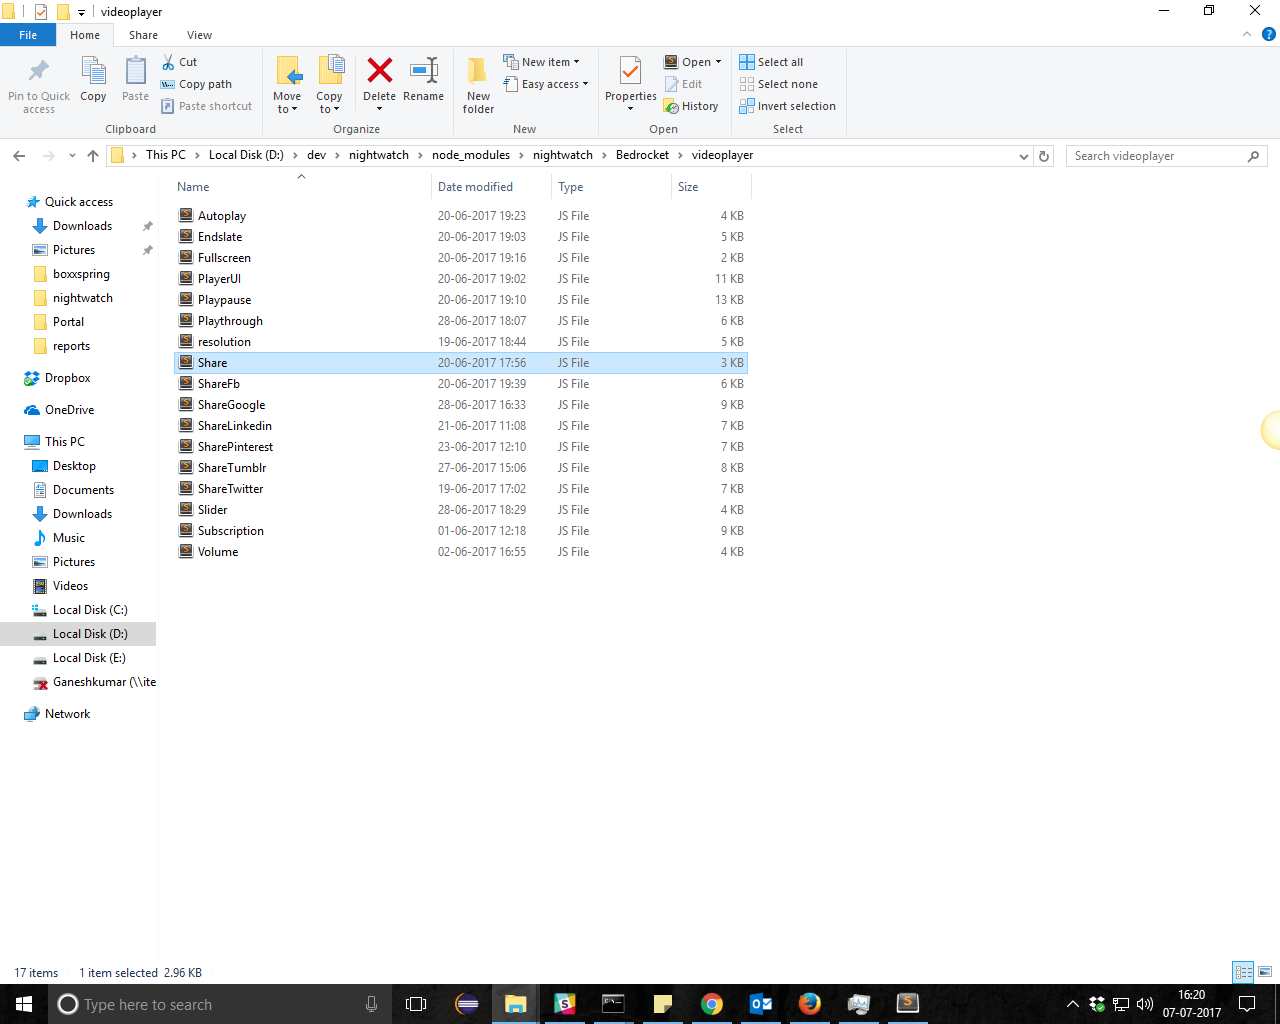 videoplayer
File Home Share View
Pin to Quick access
Copy
Paste
Cut
Copy path
Paste shortcut
Clipboard
Move to
Copy to
Delete
Rename
Organize
New folder
New item
Easy access
New
Properties
Open
Edit
History
Open
Select all
Select none
Invert selection
Select
This PC > Local Disk (D:) > dev > nightwatch > node_modules > nightwatch > Bedrocket > videoplayer
Search videoplayer
Quick access
Downloads
Pictures
boxxspring
nightwatch
Portal
reports
Dropbox
OneDrive
This PC
Desktop
Documents
Downloads
Music
Pictures
Videos
Local Disk (C:)
Local Disk (D:)
Local Disk (E:)
Ganeshkumar (\\ite
Network
Name Date modified Type Size
Autoplay 20-06-2017 19:23 JS File 4 KB
Endslate 20-06-2017 19:03 JS File 5 KB
Fullscreen 20-06-2017 19:16 JS File 2 KB
PlayerUI 20-06-2017 19:02 JS File 11 KB
Playpause 20-06-2017 19:10 JS File 13 KB
Playthrough 28-06-2017 18:07 JS File 6 KB
resolution 19-06-2017 18:44 JS File 5 KB
Share 20-06-2017 17:56 JS File 3 KB
ShareFb 20-06-2017 19:39 JS File 6 KB
ShareGoogle 28-06-2017 16:33 JS File 9 KB
ShareLinkedin 21-06-2017 11:08 JS File 7 KB
SharePinterest 23-06-2017 12:10 JS File 7 KB
ShareTumblr 27-06-2017 15:06 JS File 8 KB
ShareTwitter 19-06-2017 17:02 JS File 7 KB
Slider 28-06-2017 18:29 JS File 4 KB
Subscription 01-06-2017 12:18 JS File 9 KB
Volume 02-06-2017 16:55 JS File 4 KB
17 items 1 item selected 2.96 KB
Type here to search
16:20
07-07-2017